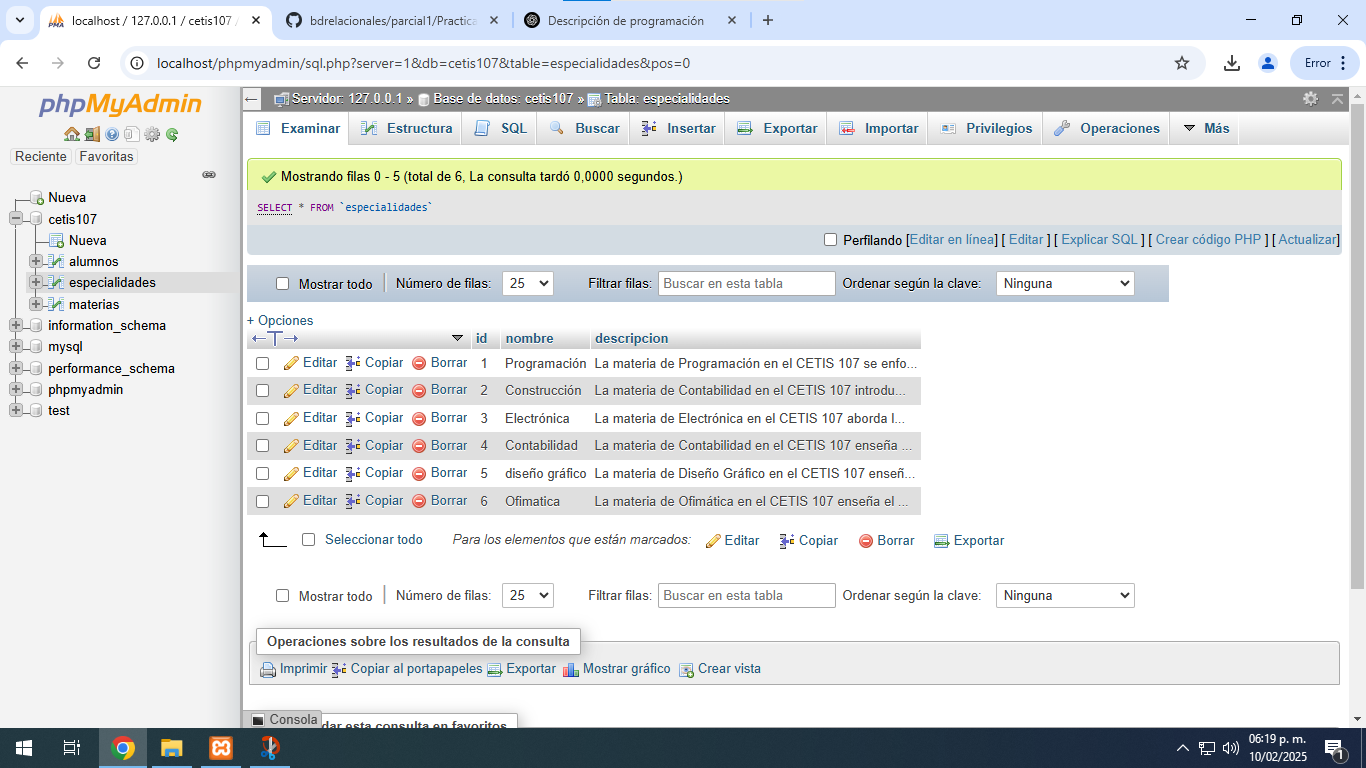 localhost / 127.0.0.1 / cetis107 /
bdrelacionales/parcial1/Practica
Descripción de programación
localhost/phpmyadmin/sql.php?server=1&db=cetis107&table=especialidades&pos=0
Error
phpMyAdmin
Reciente Favoritas
Nueva
cetis107
Nueva
alumnos
especialidades
materias
information_schema
mysql
performance_schema
phpmyadmin
test
Servidor: 127.0.0.1 » Base de datos: cetis107 » Tabla: especialidades
Examinar Estructura SQL Buscar Insertar Exportar Importar Privilegios Operaciones Más
Mostrando filas 0 - 5 (total de 6, La consulta tardó 0,0000 segundos.)
SELECT * FROM `especialidades`
Perfilando [Editar en línea] [ Editar ] [ Explicar SQL ] [ Crear código PHP ] [ Actualizar]
Mostrar todo Número de filas: 25 Filtrar filas: Buscar en esta tabla Ordenar según la clave: Ninguna
+ Opciones
←T→ id nombre descripcion
Editar Copiar Borrar 1 Programación La materia de Programación en el CETIS 107 se enfo...
Editar Copiar Borrar 2 Construcción La materia de Contabilidad en el CETIS 107 introdu...
Editar Copiar Borrar 3 Electrónica La materia de Electrónica en el CETIS 107 aborda l...
Editar Copiar Borrar 4 Contabilidad La materia de Contabilidad en el CETIS 107 enseña ...
Editar Copiar Borrar 5 diseño gráfico La materia de Diseño Gráfico en el CETIS 107 enseñ...
Editar Copiar Borrar 6 Ofimatica La materia de Ofimática en el CETIS 107 enseña el ...
Seleccionar todo Para los elementos que están marcados: Editar Copiar Borrar Exportar
Mostrar todo Número de filas: 25 Filtrar filas: Buscar en esta tabla Ordenar según la clave: Ninguna
Operaciones sobre los resultados de la consulta
Imprimir Copiar al portapapeles Exportar Mostrar gráfico Crear vista
Consola
dar esta consulta en favoritos
06:19 p. m.
10/02/2025
1